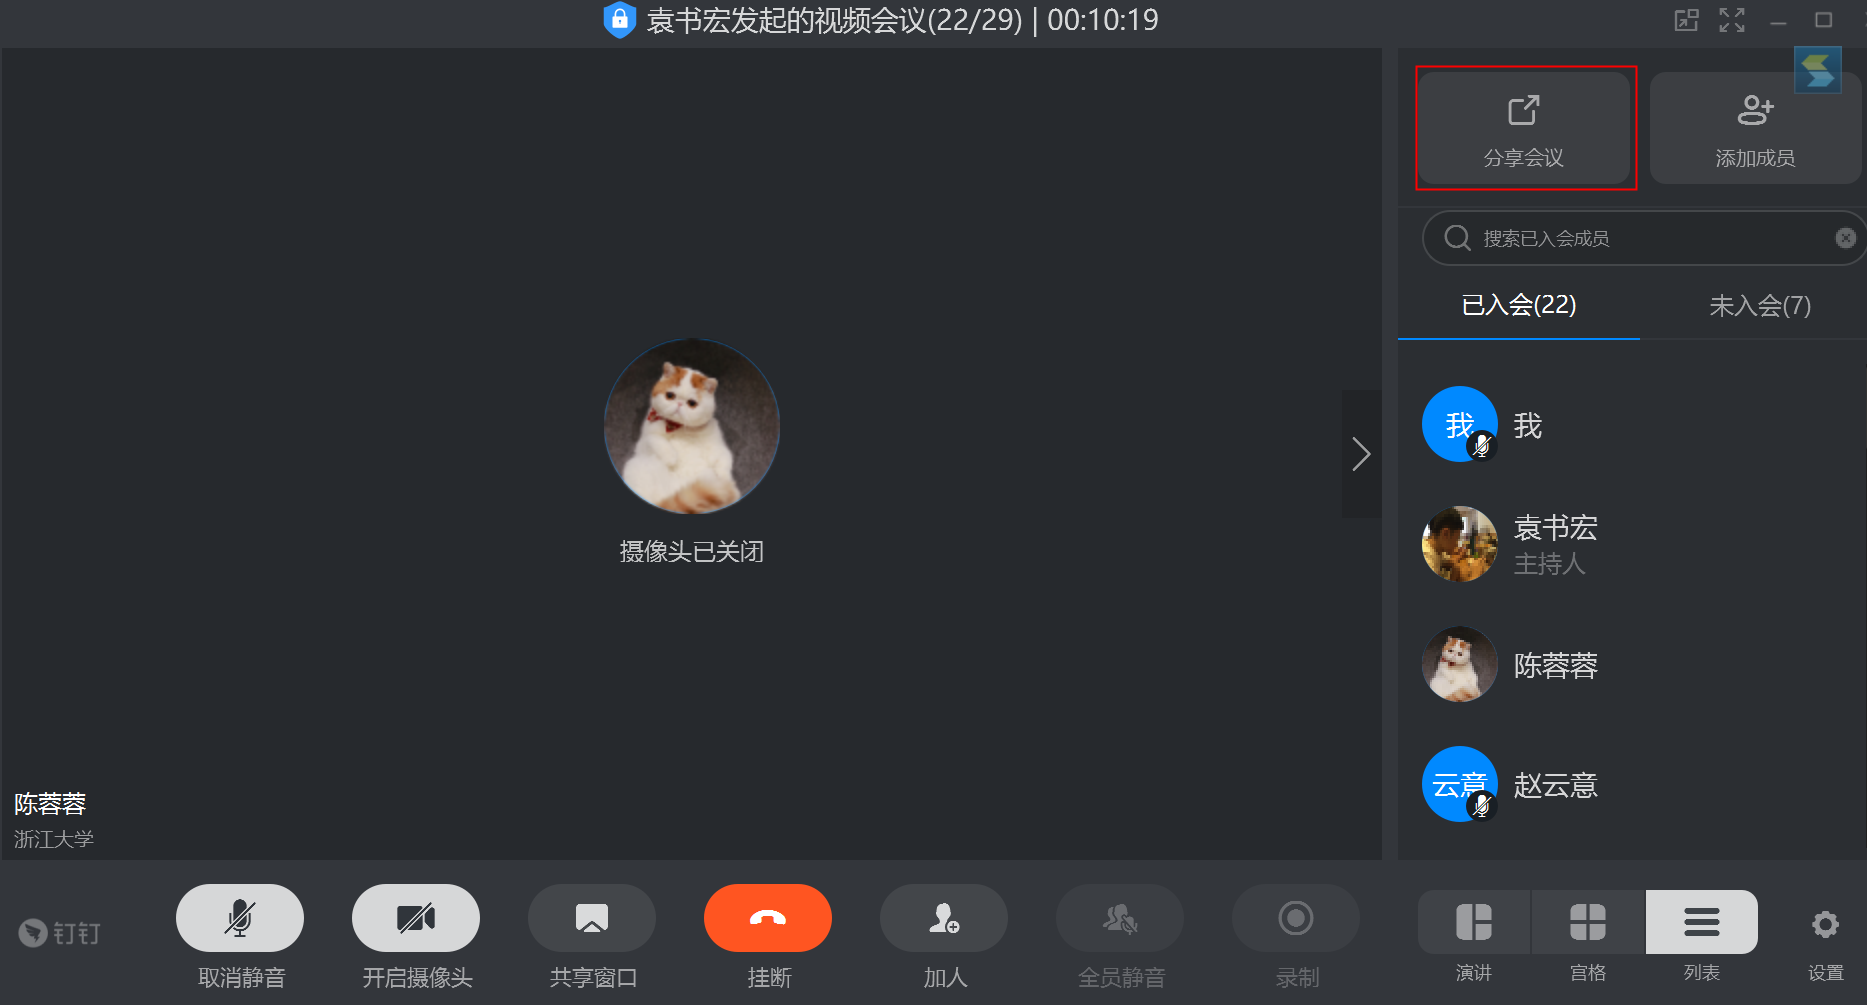 袁书宏发起的视频会议(22/29) | 00:10:19
分享会议
添加成员
搜索已入会成员
已入会(22)
未入会(7)
我
我
袁书宏
主持人
陈蓉蓉
云意
赵云意
摄像头已关闭
陈蓉蓉
浙江大学
钉钉
取消静音
开启摄像头
共享窗口
挂断
加人
全员静音
录制
演讲
宫格
列表
设置